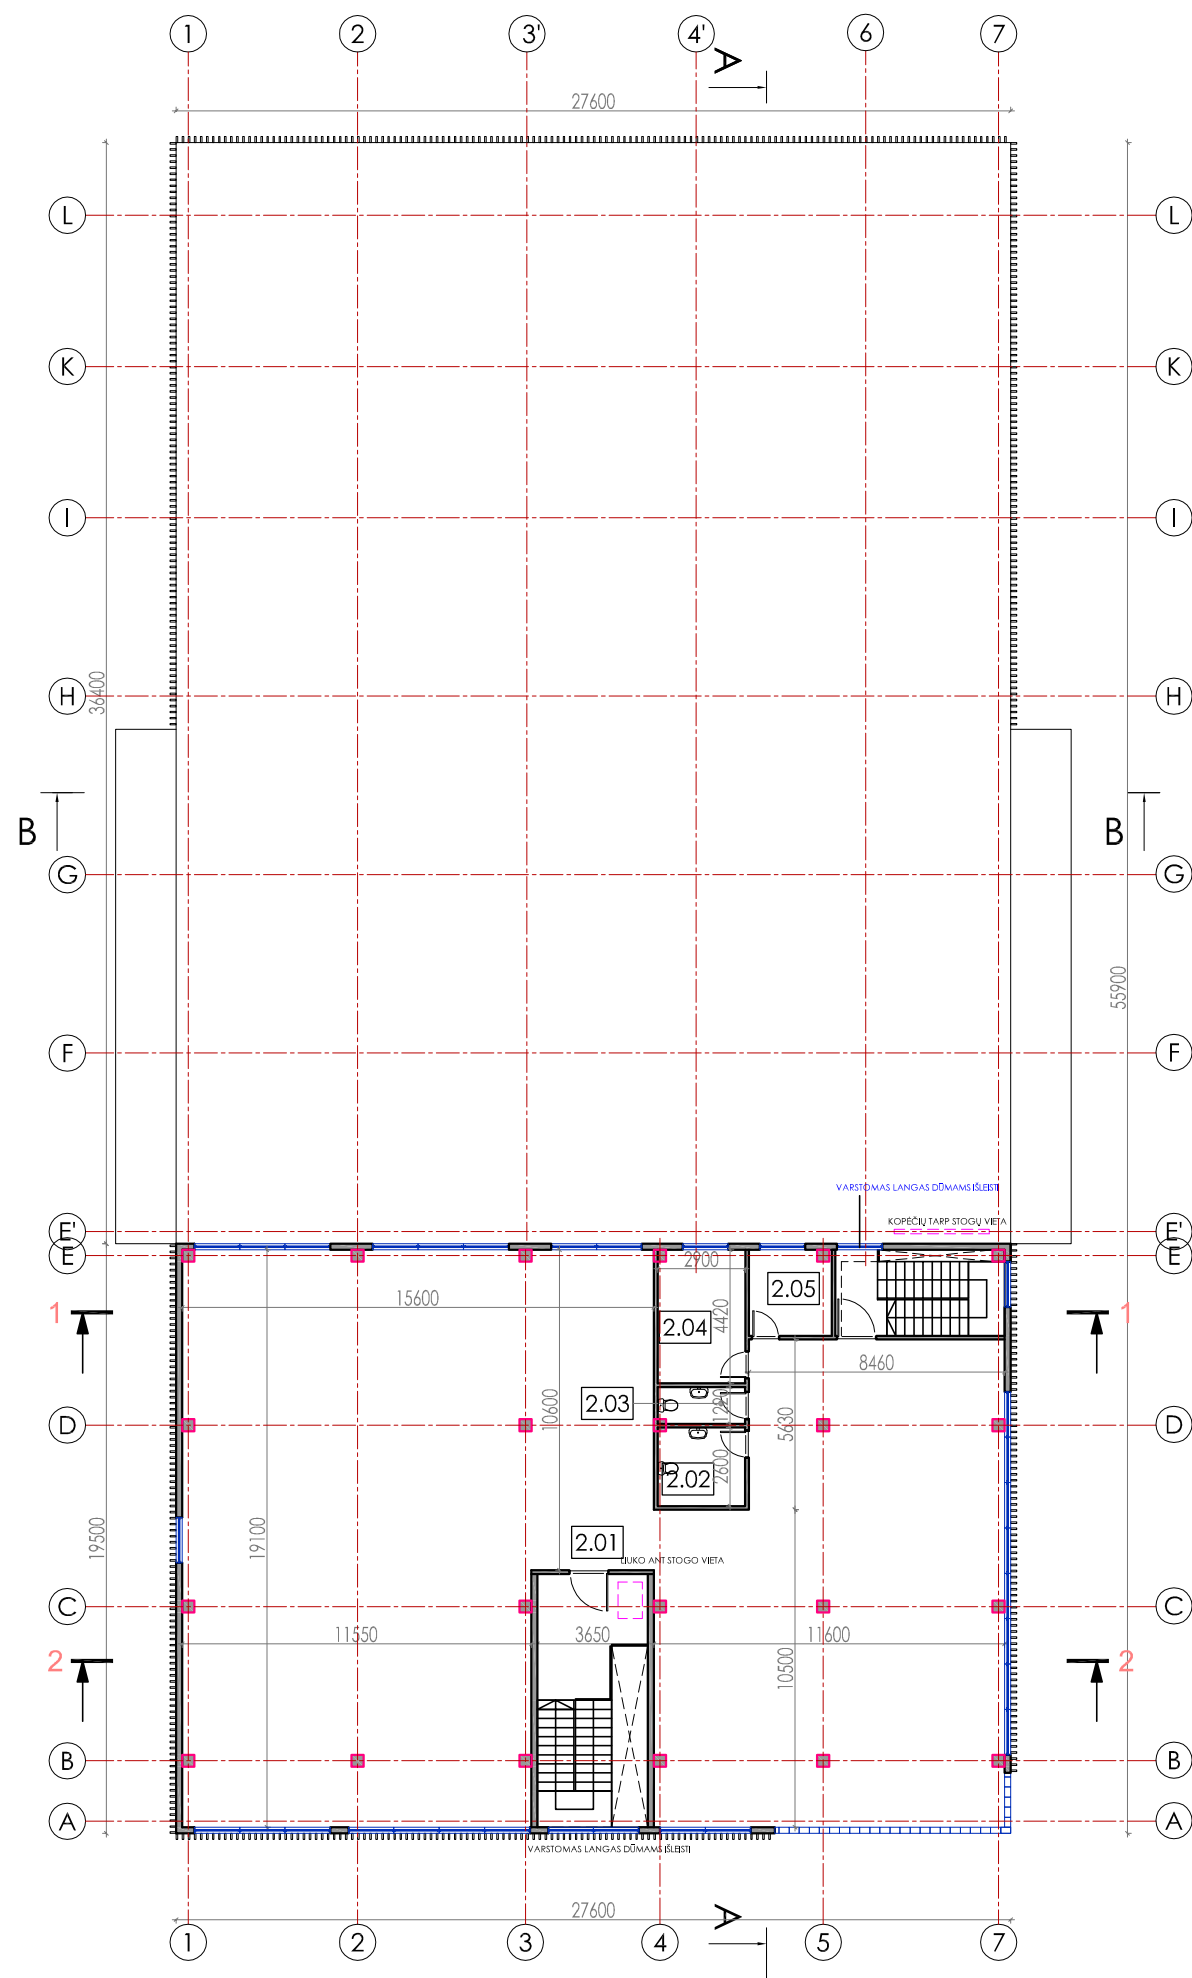 1 2 3' 4' 6 7
A
27600
L L
K K
I I
36400
H H
B B
G G
55900
F F
VARSTOMAS LANGAS DŪMAMS IŠLEISTI
KOPĖČIŲ TARP STOGŲ VIETA
E' E'
E E
2900
2.05
15600
1 1
4420
2.04
8460
2.03
10600
1220
5630
D D
2600
2.02
19500
19100
2.01
LIUKO ANT STOGO VIETA
C C
11550 3650 11600
2 2
10500
B B
A A
VARSTOMAS LANGAS DŪMAMS IŠLEISTI
27600
A
1 2 3 4 5 7